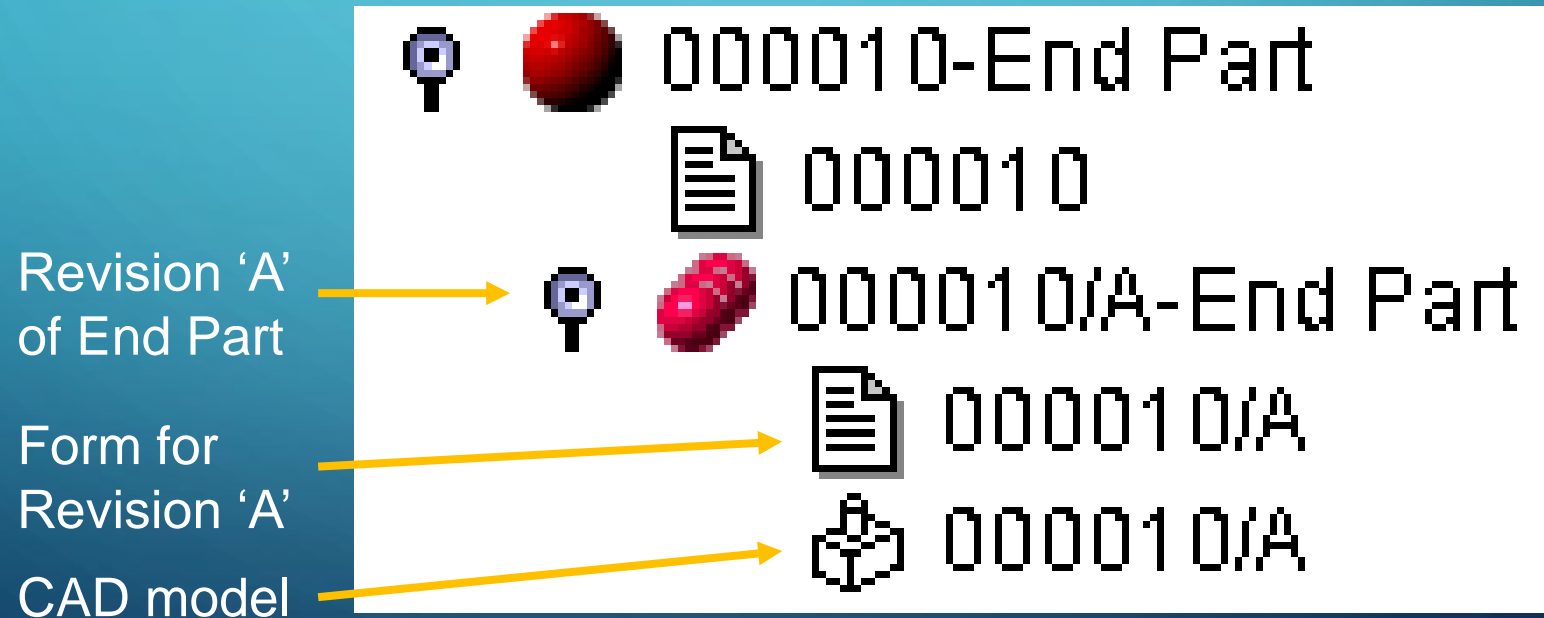 000010-End Part
000010
Revision ‘A’
of End Part
000010/A-End Part
Form for
Revision ‘A’
000010/A
CAD model
000010/A